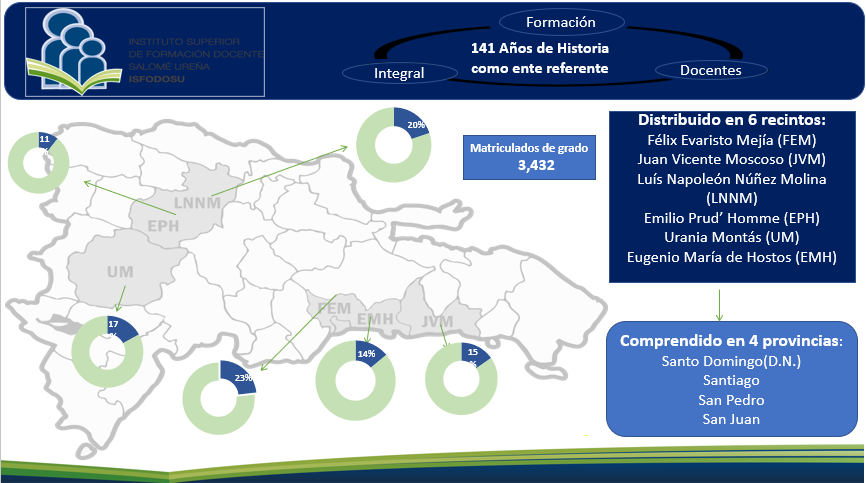 INSTITUTO SUPERIOR
DE FORMACIÓN DOCENTE
SALOMÉ UREÑA
ISFODOSU
Formación
141 Años de Historia
como ente referente
Integral
Docentes
11
%
20%
Matriculados de grado
3,432
Distribuido en 6 recintos:
Félix Evaristo Mejía (FEM)
Juan Vicente Moscoso (JVM)
Luís Napoleón Núñez Molina
(LNNM)
Emilio Prud’ Homme (EPH)
Urania Montás (UM)
Eugenio María de Hostos (EMH)
LNNM
EPH
UM
FEM
EMH
JVM
17
%
23%
14%
15
%
Comprendido en 4 provincias:
Santo Domingo(D.N.)
Santiago
San Pedro
San Juan